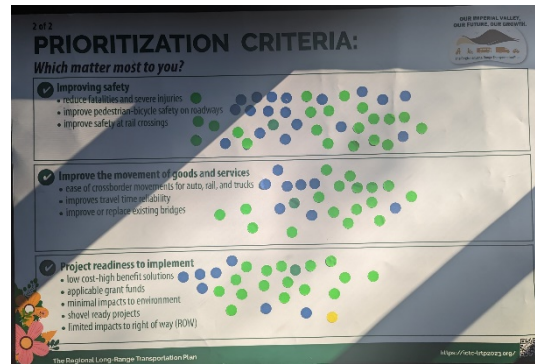 2 of 2
PRIORITIZATION CRITERIA:
Which matter most to you?
OUR IMPERIAL VALLEY.
OUR FUTURE. OUR GROWTH.
Improving safety
• reduce fatalities and severe injuries
• improve pedestrian-bicycle safety on roadways
• improve safety at rail crossings
Improve the movement of goods and services
• ease of crossborder movements for auto, rail, and trucks
• improves travel time reliability
• improve or replace existing bridges
Project readiness to implement
• low cost-high benefit solutions
• applicable grant funds
• minimal impacts to environment
• shovel ready projects
• limited impacts to right of way (ROW)
The Regional Long-Range Transportation Plan
https://ictc-lrtp2023.org/